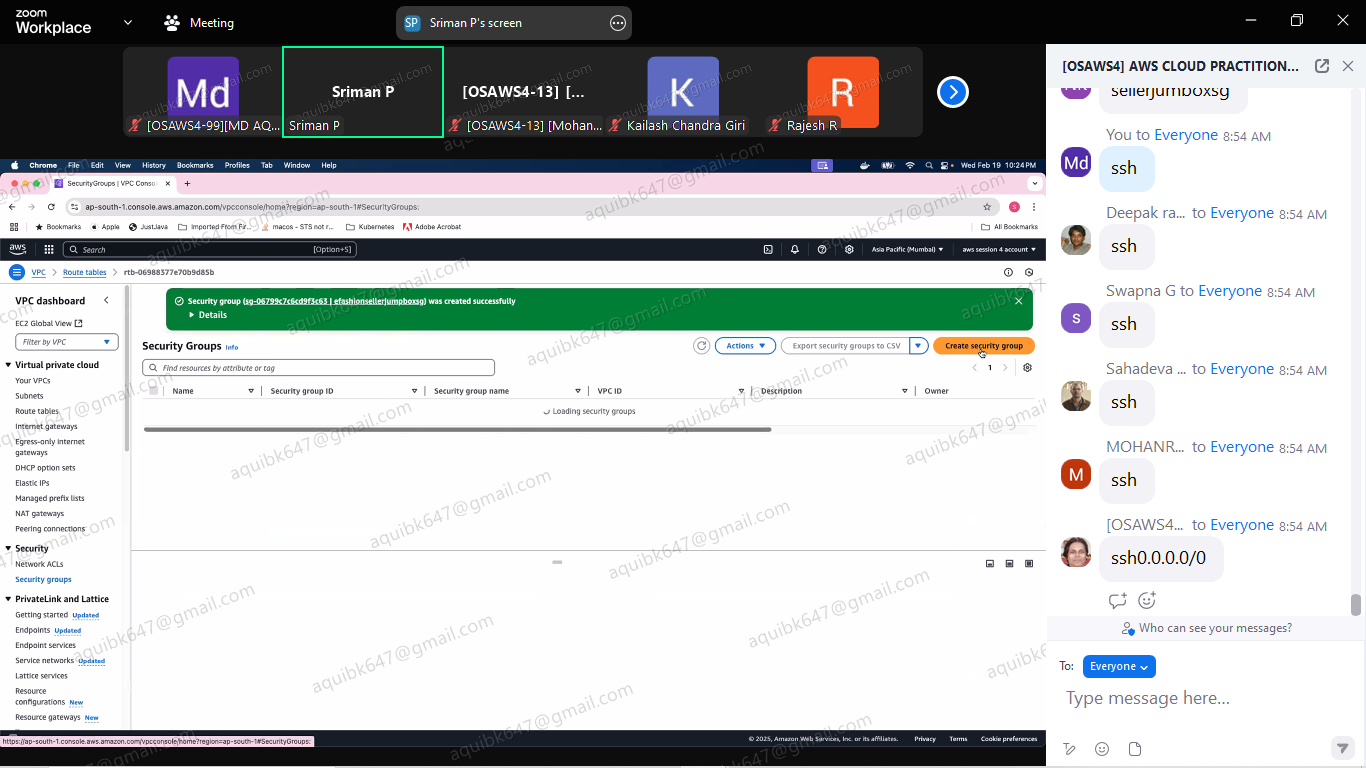 zoom
Workplace
Meeting
SP Sriman P's screen
Md
[OSAWS4-99][MD AQ...
Sriman P
Sriman P
[OSAWS4-13] [...
[OSAWS4-13] [Mohan...
K
Kailash Chandra Giri
R
Rajesh R
Chrome File Edit View History Bookmarks Profiles Tab Window Help
Wed Feb 19 10:24 PM
SecurityGroups | VPC Conso
ap-south-1.console.aws.amazon.com/vpcconsole/home?region=ap-south-1#SecurityGroups:
S
Bookmarks Apple JustJava Imported From Fir... macos - STS not r... Kubernetes Adobe Acrobat
All Bookmarks
aws Search [Option+S]
Asia Pacific (Mumbai) aws session 4 account
VPC > Route tables > rtb-06988377e70b9d85b
VPC dashboard
EC2 Global View
Filter by VPC
Virtual private cloud
Your VPCs
Subnets
Route tables
Internet gateways
Egress-only internet
gateways
DHCP option sets
Elastic IPs
Managed prefix lists
NAT gateways
Peering connections
Security
Network ACLs
Security groups
PrivateLink and Lattice
Getting started Updated
Endpoints Updated
Endpoint services
Service networks Updated
Lattice services
Resource
configurations New
Resource gateways New
Security group (sg-06799c7c6cd9f3c63 | efashionsellerjumpboxsg) was created successfully
Details
Security Groups Info
Actions
Export security groups to CSV
Create security group
Find resources by attribute or tag
1
Name Security group ID Security group name VPC ID Description Owner
Loading security groups
https://ap-south-1.console.aws.amazon.com/vpcconsole/home?region=ap-south-1#SecurityGroups:
© 2025, Amazon Web Services, Inc. or its affiliates. Privacy Terms Cookie preferences
[OSAWS4] AWS CLOUD PRACTITION...
sellerjumboxsg
You to Everyone 8:54 AM
Md
ssh
Deepak ra... to Everyone 8:54 AM
ssh
Swapna G to Everyone 8:54 AM
S
ssh
Sahadeva ... to Everyone 8:54 AM
ssh
MOHANR... to Everyone 8:54 AM
M
ssh
[OSAWS4... to Everyone 8:54 AM
ssh0.0.0.0/0
Who can see your messages?
To: Everyone
Type message here...
aquibk647@gmail.com